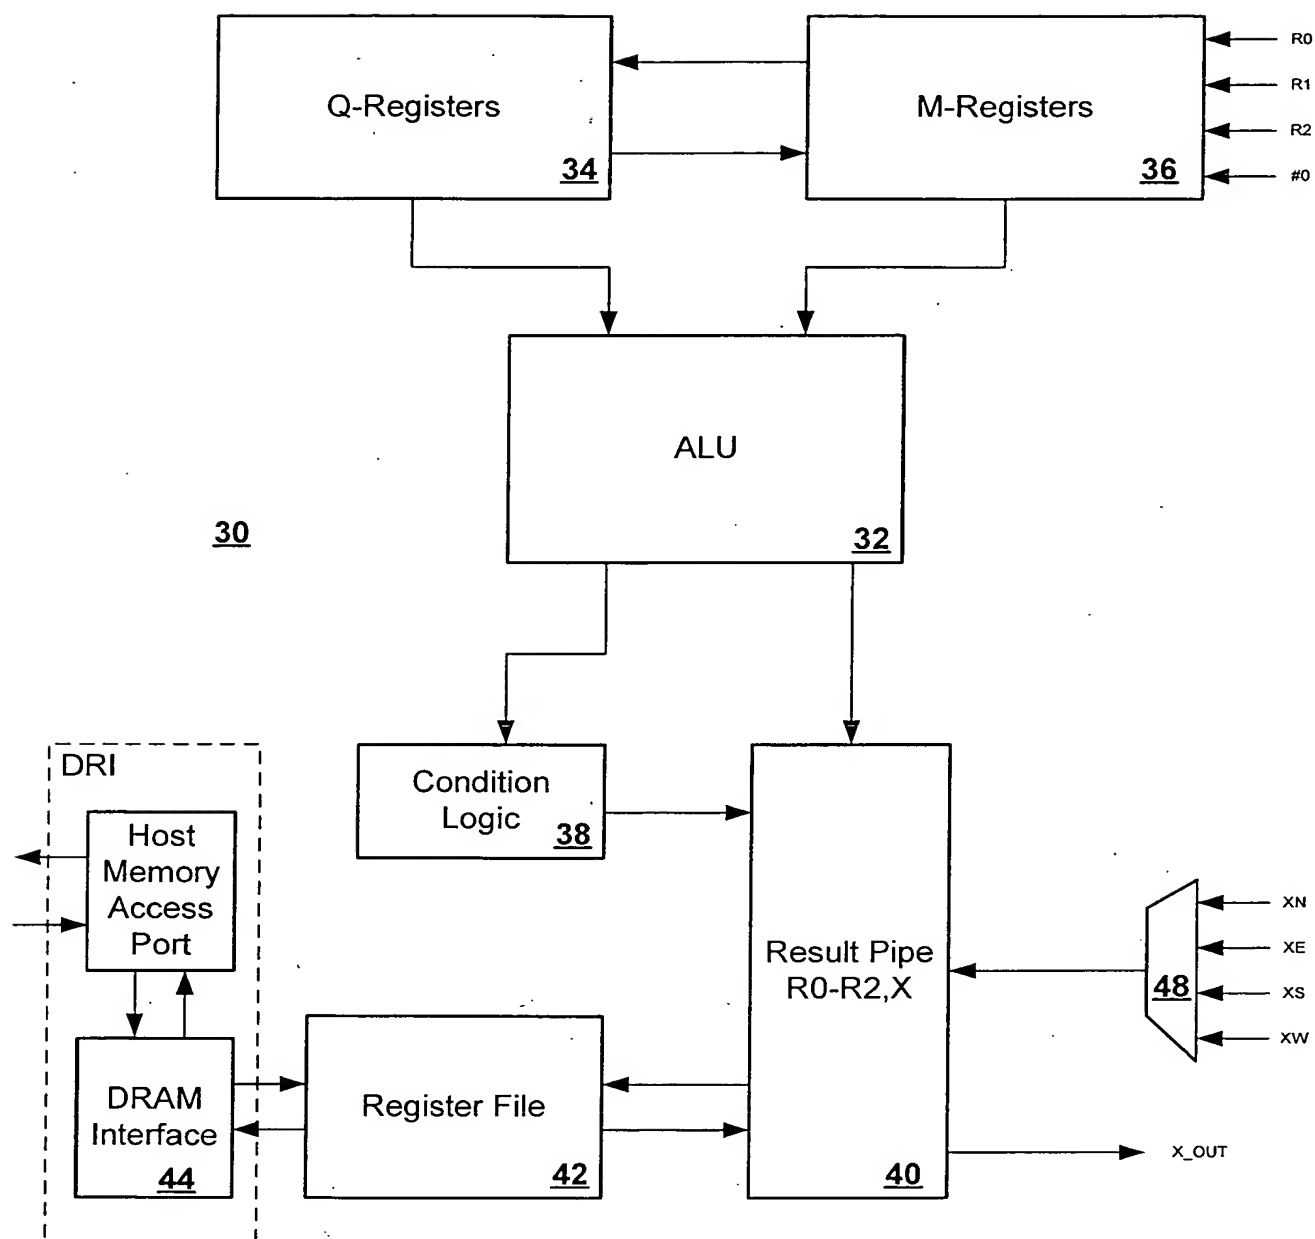 Q-Registers
34
M-Registers
36
R0
R1
R2
#0
ALU
32
30
DRI
Host
Memory
Access
Port
Condition
Logic
38
Result Pipe
R0-R2,X
40
48
XN
XE
XS
XW
DRAM
Interface
44
Register File
42
X_OUT